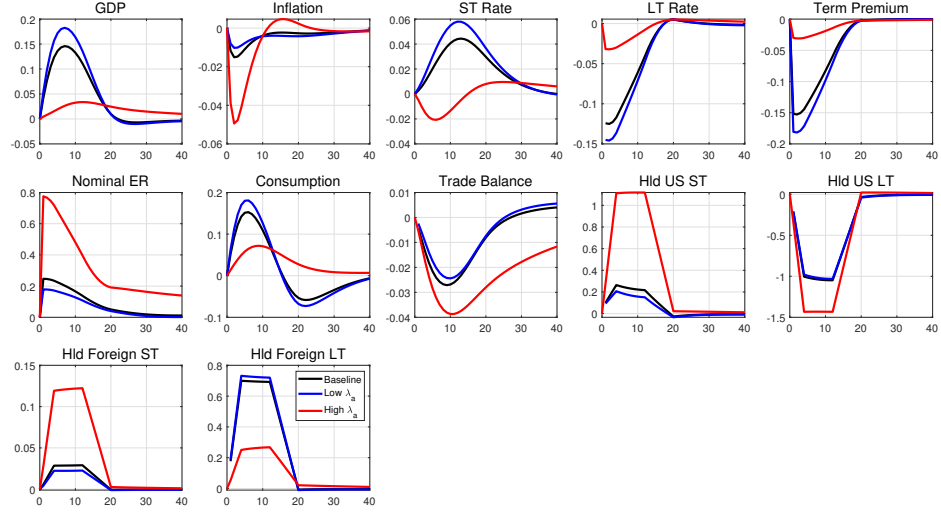 GDP
0.2
0.15
0.1
0.05
0
-0.05
0 10 20 30 40
Inflation
0
-0.02
-0.04
-0.06
0 10 20 30 40
ST Rate
0.06
0.04
0.02
0
-0.02
-0.04
0 10 20 30 40
LT Rate
0
-0.05
-0.1
-0.15
0 10 20 30 40
Term Premium
0
-0.05
-0.1
-0.15
-0.2
0 10 20 30 40
Nominal ER
0.8
0.6
0.4
0.2
0
0 10 20 30 40
Consumption
0.2
0.1
0
-0.1
0 10 20 30 40
Trade Balance
0.01
0
-0.01
-0.02
-0.03
-0.04
0 10 20 30 40
Hld US ST
1
0.8
0.6
0.4
0.2
0
0 10 20 30 40
Hld US LT
0
-0.5
-1
-1.5
0 10 20 30 40
Hld Foreign ST
0.15
0.1
0.05
0
0 10 20 30 40
Hld Foreign LT
0.8
0.6
0.4
0.2
0
0 10 20 30 40
Baseline
Low λa
High λa